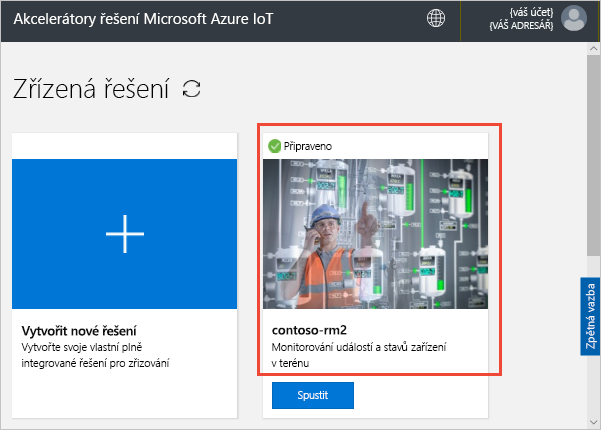 Akcelerátory řešení Microsoft Azure IoT
{váš účet}
{VÁŠ ADRESÁŘ}
Zřízená řešení
Připraveno
Vytvořit nové řešení
Vytvořte svoje vlastní plně
integrované řešení pro zřizování
contoso-rm2
Monitorování událostí a stavů zařízení
v terénu
Spustit
Zpětná vazba